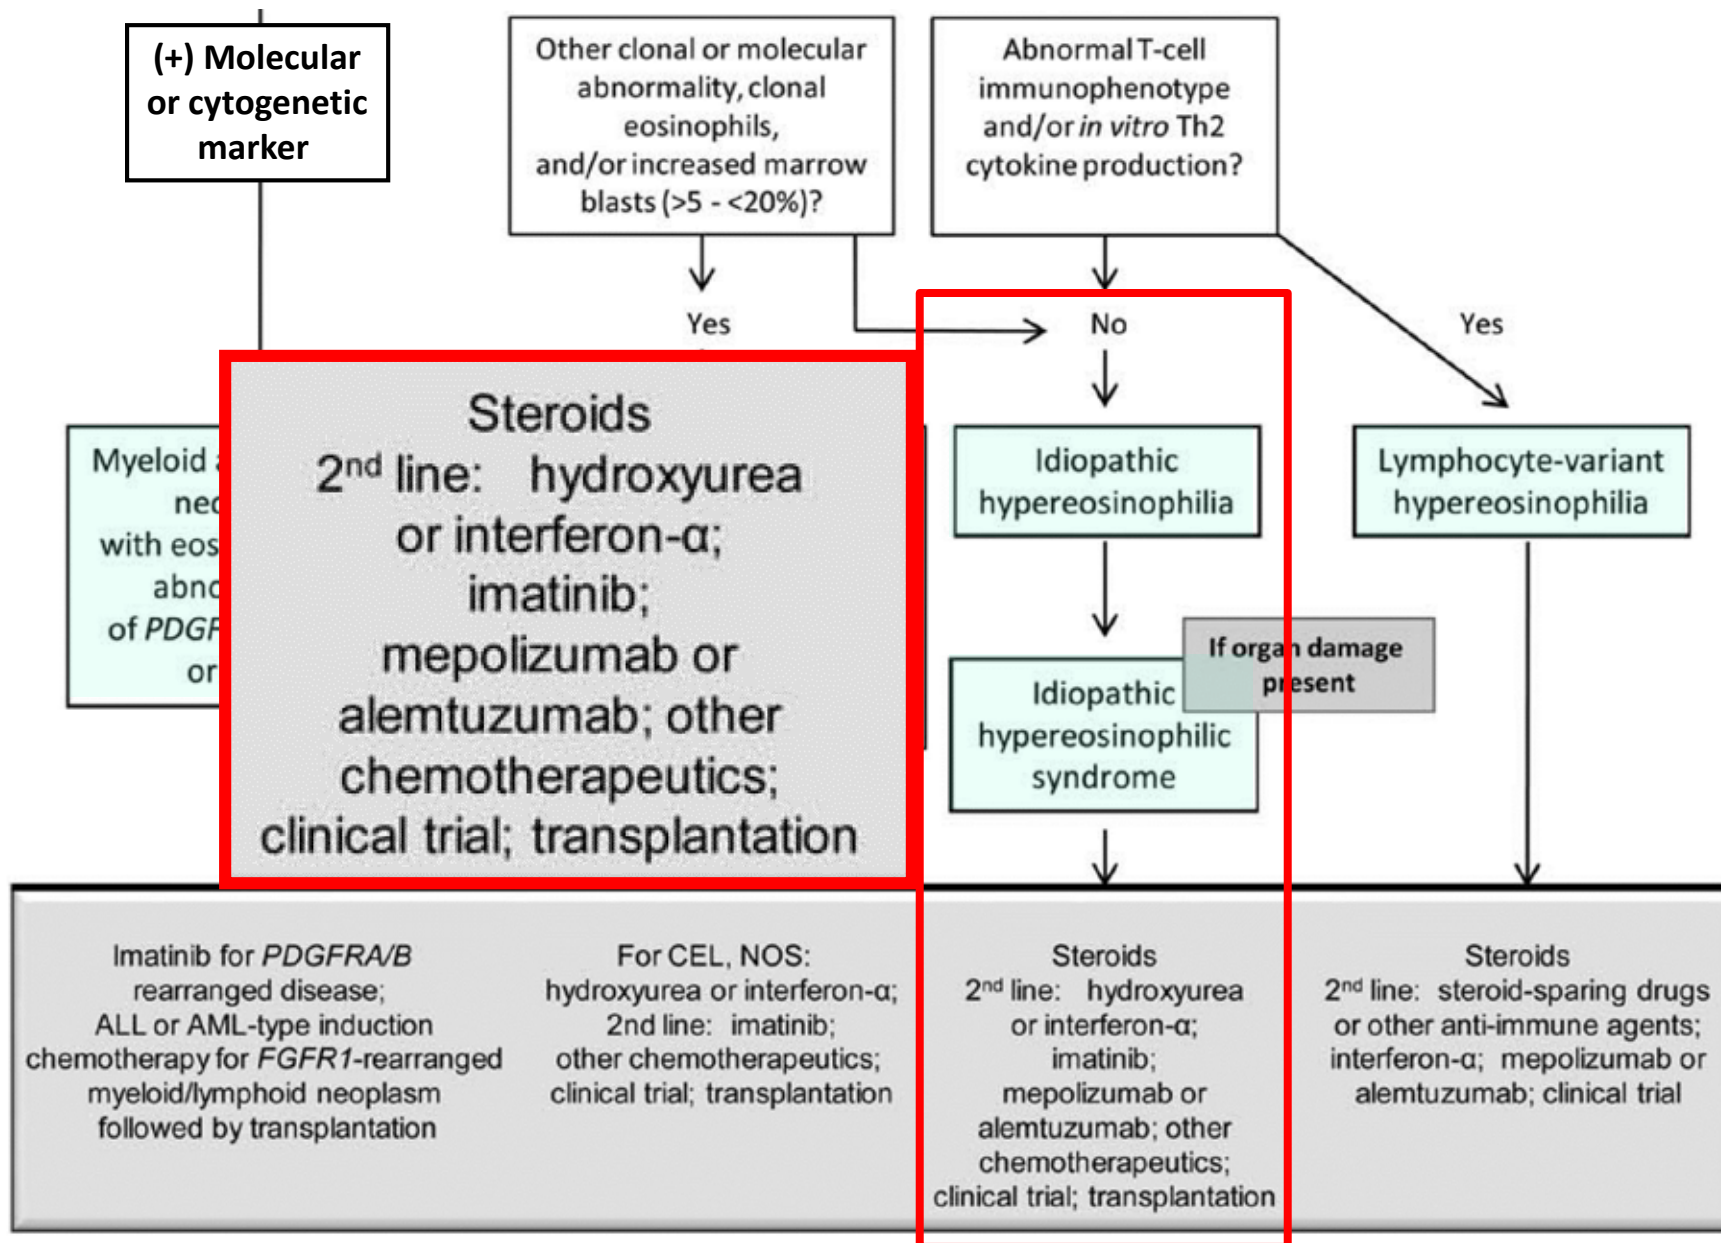 (+) Molecular
or cytogenetic
marker
Other clonal or molecular
abnormality, clonal
eosinophils,
and/or increased marrow
blasts (>5 - <20%)?
Abnormal T-cell
immunophenotype
and/or in vitro Th2
cytokine production?
Yes
No
Yes
Steroids
2nd line: hydroxyurea
or interferon-α;
imatinib;
mepolizumab or
alemtuzumab; other
chemotherapeutics;
clinical trial; transplantation
Myeloid
with
of
or
Idiopathic
hypereosinophilia
Lymphocyte-variant
hypereosinophilia
If organ damage
present
Idiopathic
hypereosinophilic
syndrome
Imatinib for PDGFRA/B
rearranged disease;
ALL or AML-type induction
chemotherapy for FGFR1-rearranged
myeloid/lymphoid neoplasm
followed by transplantation
For CEL, NOS:
hydroxyurea or interferon-α;
2nd line: imatinib;
other chemotherapeutics;
clinical trial; transplantation
Steroids
2nd line: hydroxyurea
or interferon-α;
imatinib;
mepolizumab or
alemtuzumab; other
chemotherapeutics;
clinical trial; transplantation
Steroids
2nd line: steroid-sparing drugs
or other anti-immune agents;
interferon-α; mepolizumab or
alemtuzumab; clinical trial